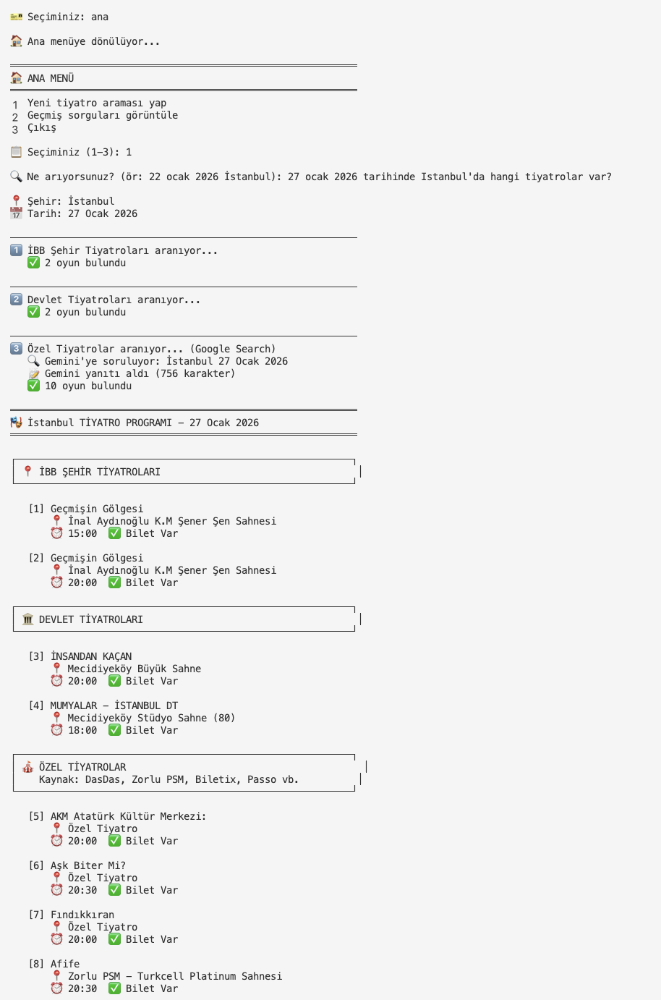 🎫 Seçiminiz: ana
🏠 Ana menüye dönülüyor...
🏠 ANA MENÜ
1 Yeni tiyatro araması yap
2 Geçmiş sorguları görüntüle
3 Çıkış
📋 Seçiminiz (1-3): 1
🔍 Ne arıyorsunuz? (ör: 22 ocak 2026 İstanbul): 27 ocak 2026 tarihinde Istanbul'da hangi tiyatrolar var?
📍 Şehir: İstanbul
📅 Tarih: 27 Ocak 2026
1️⃣ İBB Şehir Tiyatroları aranıyor...
✅ 2 oyun bulundu
2️⃣ Devlet Tiyatroları aranıyor...
✅ 2 oyun bulundu
3️⃣ Özel Tiyatrolar aranıyor... (Google Search)
🔍 Gemini'ye soruluyor: İstanbul 27 Ocak 2026
📝 Gemini yanıtı aldı (756 karakter)
✅ 10 oyun bulundu
🎭 İstanbul TİYATRO PROGRAMI - 27 Ocak 2026
📍 İBB ŞEHİR TİYATROLARI
[1] Geçmişin Gölgesi
📍 İnal Aydınoğlu K.M Şener Şen Sahnesi
⏰ 15:00 ✅ Bilet Var
[2] Geçmişin Gölgesi
📍 İnal Aydınoğlu K.M Şener Şen Sahnesi
⏰ 20:00 ✅ Bilet Var
🏛️ DEVLET TİYATROLARI
[3] İNSANDAN KAÇAN
📍 Mecidiyeköy Büyük Sahne
⏰ 20:00 ✅ Bilet Var
[4] MUMYALAR - İSTANBUL DT
📍 Mecidiyeköy Stüdyo Sahne (80)
⏰ 18:00 ✅ Bilet Var
🎪 ÖZEL TİYATROLAR
Kaynak: DasDas, Zorlu PSM, Biletix, Passo vb.
[5] AKM Atatürk Kültür Merkezi:
📍 Özel Tiyatro
⏰ 20:00 ✅ Bilet Var
[6] Aşk Biter Mi?
📍 Özel Tiyatro
⏰ 20:30 ✅ Bilet Var
[7] Fındıkkıran
📍 Özel Tiyatro
⏰ 20:00 ✅ Bilet Var
[8] Afife
📍 Zorlu PSM - Turkcell Platinum Sahnesi
⏰ 20:30 ✅ Bilet Var